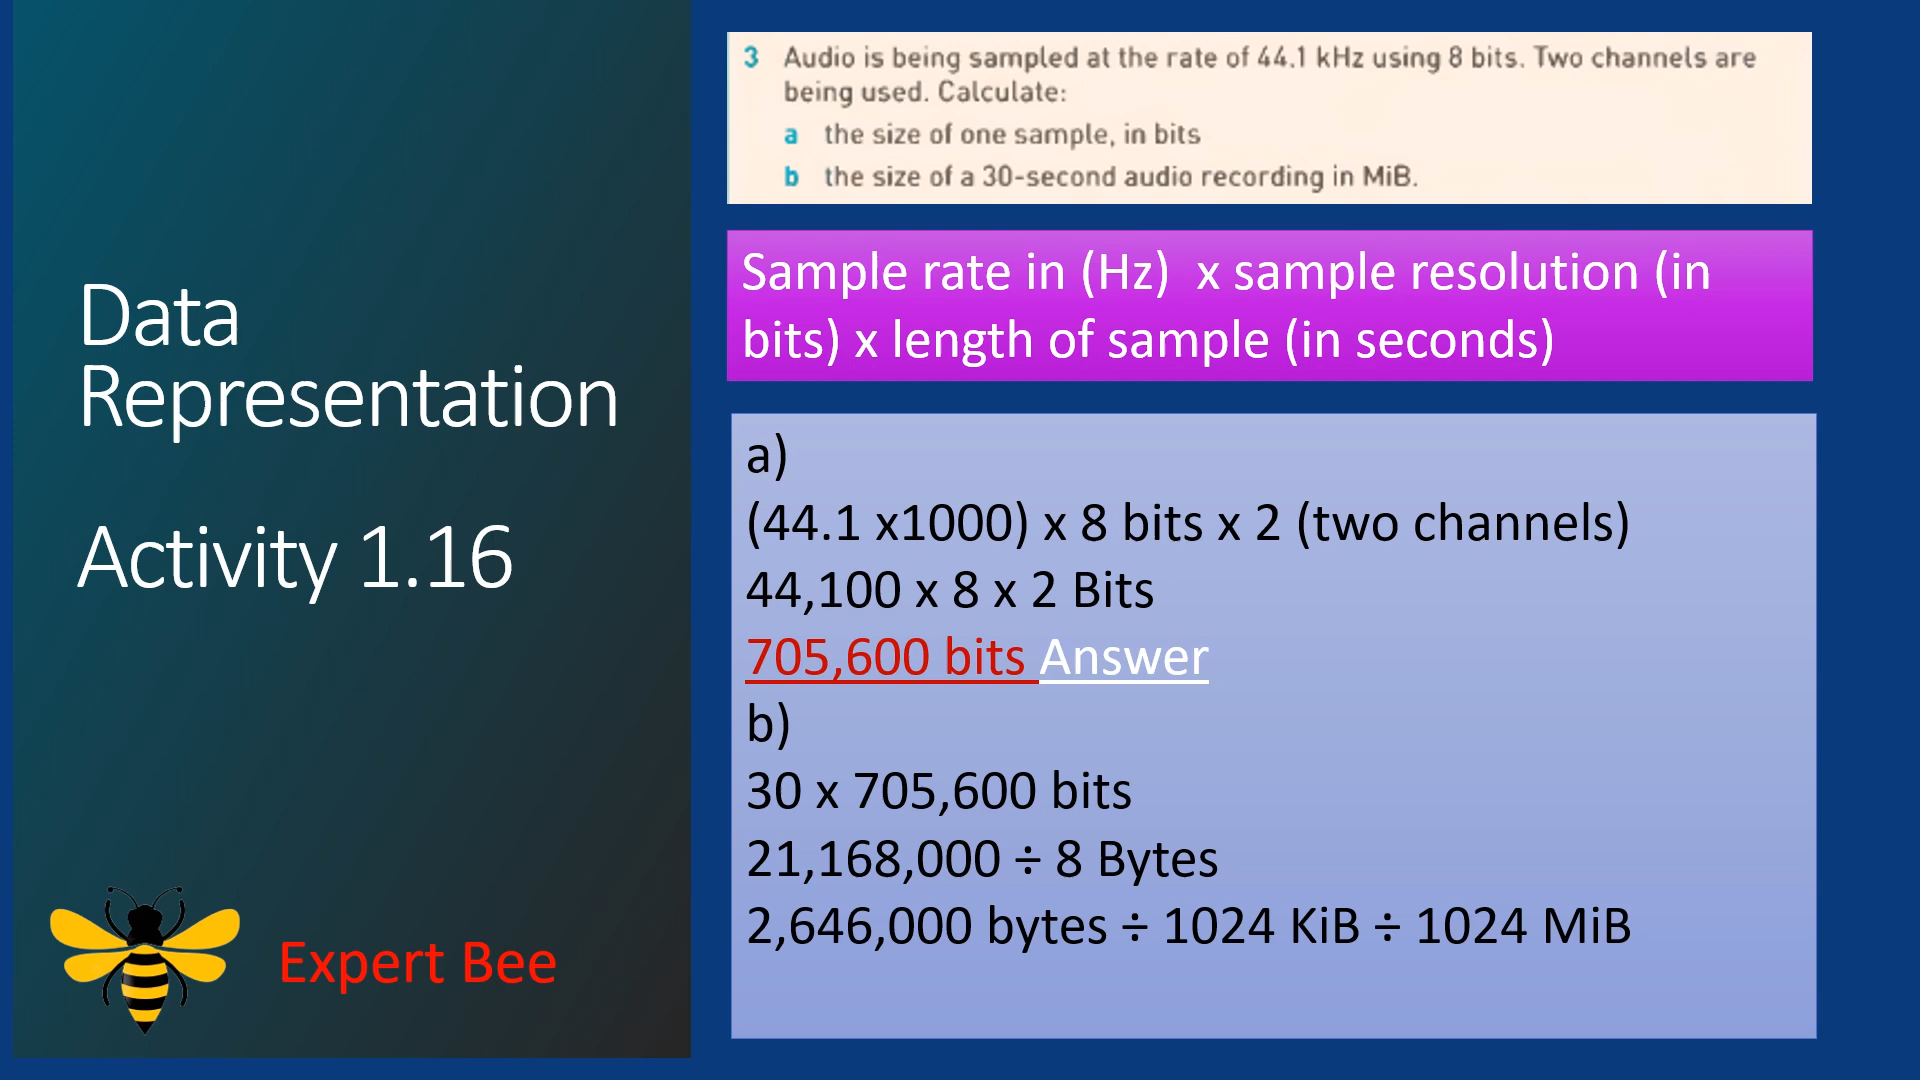 Data
Representation
Activity 1.16
Expert Bee
3 Audio is being sampled at the rate of 44.1 kHz using 8 bits. Two channels are
being used. Calculate:
a the size of one sample, in bits
b the size of a 30-second audio recording in MiB.
Sample rate in (Hz)  x sample resolution (in
bits) x length of sample (in seconds)
a)
(44.1 x1000) x 8 bits x 2 (two channels)
44,100 x 8 x 2 Bits
705,600 bits Answer
b)
30 x 705,600 bits
21,168,000 ÷ 8 Bytes
2,646,000 bytes ÷ 1024 KiB ÷ 1024 MiB